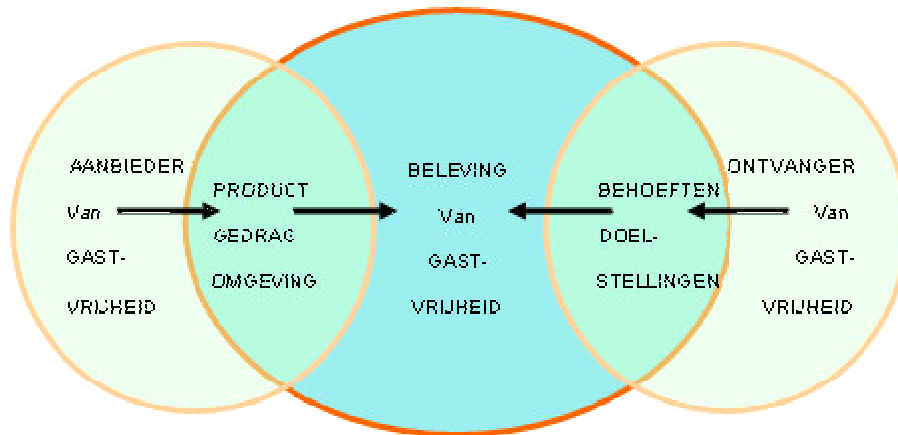 AANBIEDER
Van
GAST-
VRIJHEID
PRODUCT
GEDRAG
OMGEVING
BELEVING
Van
GAST-
VRIJHEID
BEHOEFTEN
DOEL-
STELLINGEN
ONTVANGER
Van
GAST-
VRIJHEID